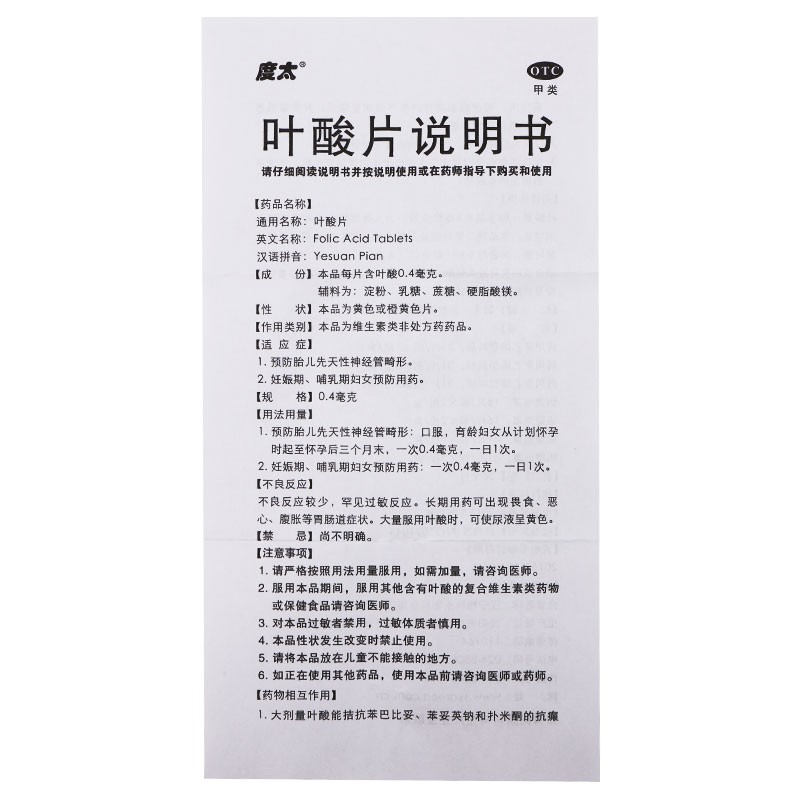 度太®
OTC
甲类
叶酸片说明书
请仔细阅读说明书并按说明使用或在药师指导下购买和使用
【药品名称】
通用名称：叶酸片
英文名称：Folic Acid Tablets
汉语拼音：Yesuan Pian
【成　份】本品每片含叶酸0.4毫克。
辅料为：淀粉、乳糖、蔗糖、硬脂酸镁。
【性　状】本品为黄色或橙黄色片。
【作用类别】本品为维生素类非处方药药品。
【适 应 症】
1. 预防胎儿先天性神经管畸形。
2. 妊娠期、哺乳期妇女预防用药。
【规　格】0.4毫克
【用法用量】
1. 预防胎儿先天性神经管畸形：口服，育龄妇女从计划怀孕
时起至怀孕后三个月末，一次0.4毫克，一日1次。
2. 妊娠期、哺乳期妇女预防用药：一次0.4毫克，一日1次。
【不良反应】
不良反应较少，罕见过敏反应。长期用药可出现畏食、恶
心、腹胀等胃肠道症状。大量服用叶酸时，可使尿液呈黄色。
【禁　忌】尚不明确。
【注意事项】
1. 请严格按照用法用量服用，如需加量，请咨询医师。
2. 服用本品期间，服用其他含有叶酸的复合维生素类药物
或保健食品请咨询医师。
3. 对本品过敏者禁用，过敏体质者慎用。
4. 本品性状发生改变时禁止使用。
5. 请将本品放在儿童不能接触的地方。
6. 如正在使用其他药品，使用本品前请咨询医师或药师。
【药物相互作用】
1. 大剂量叶酸能拮抗苯巴比妥、苯妥英钠和扑米酮的抗癫